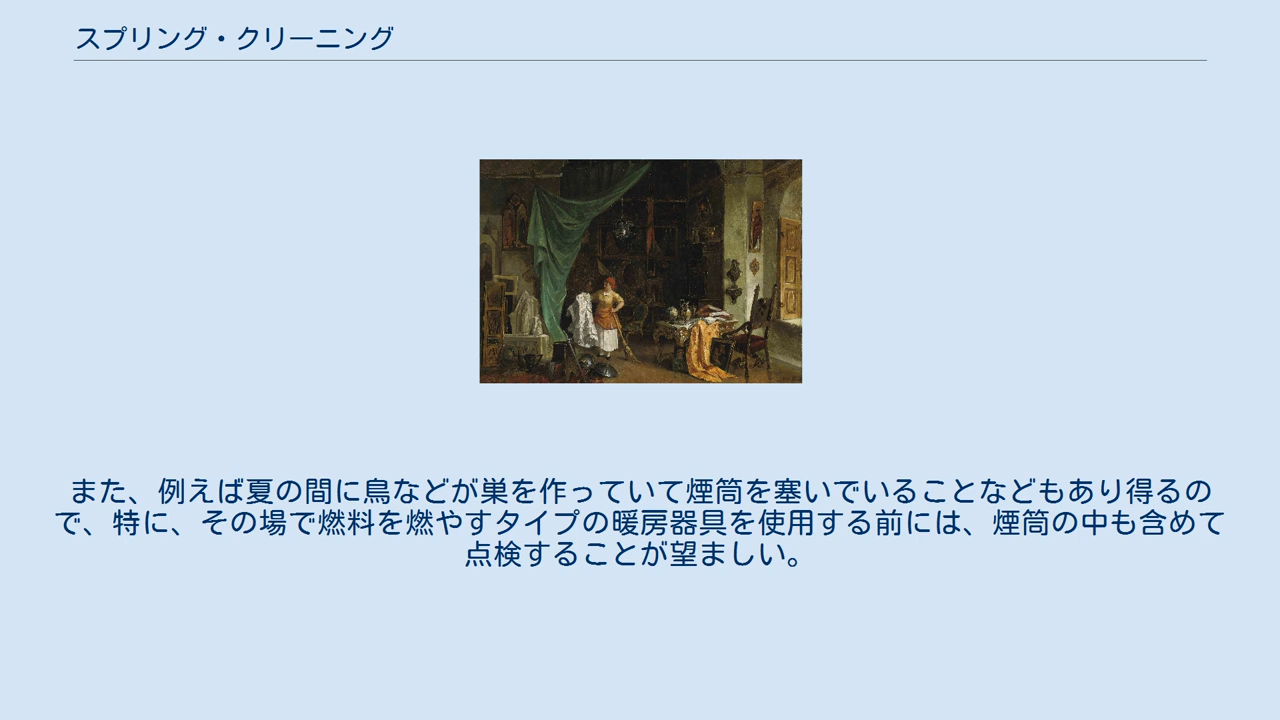 スプリング・クリーニング
また、例えば夏の間に鳥などが巣を作っていて煙筒を塞いでいることなどもあり得るの
で、特に、その場で燃料を燃やすタイプの暖房器具を使用する前には、煙筒の中も含めて
点検することが望ましい。